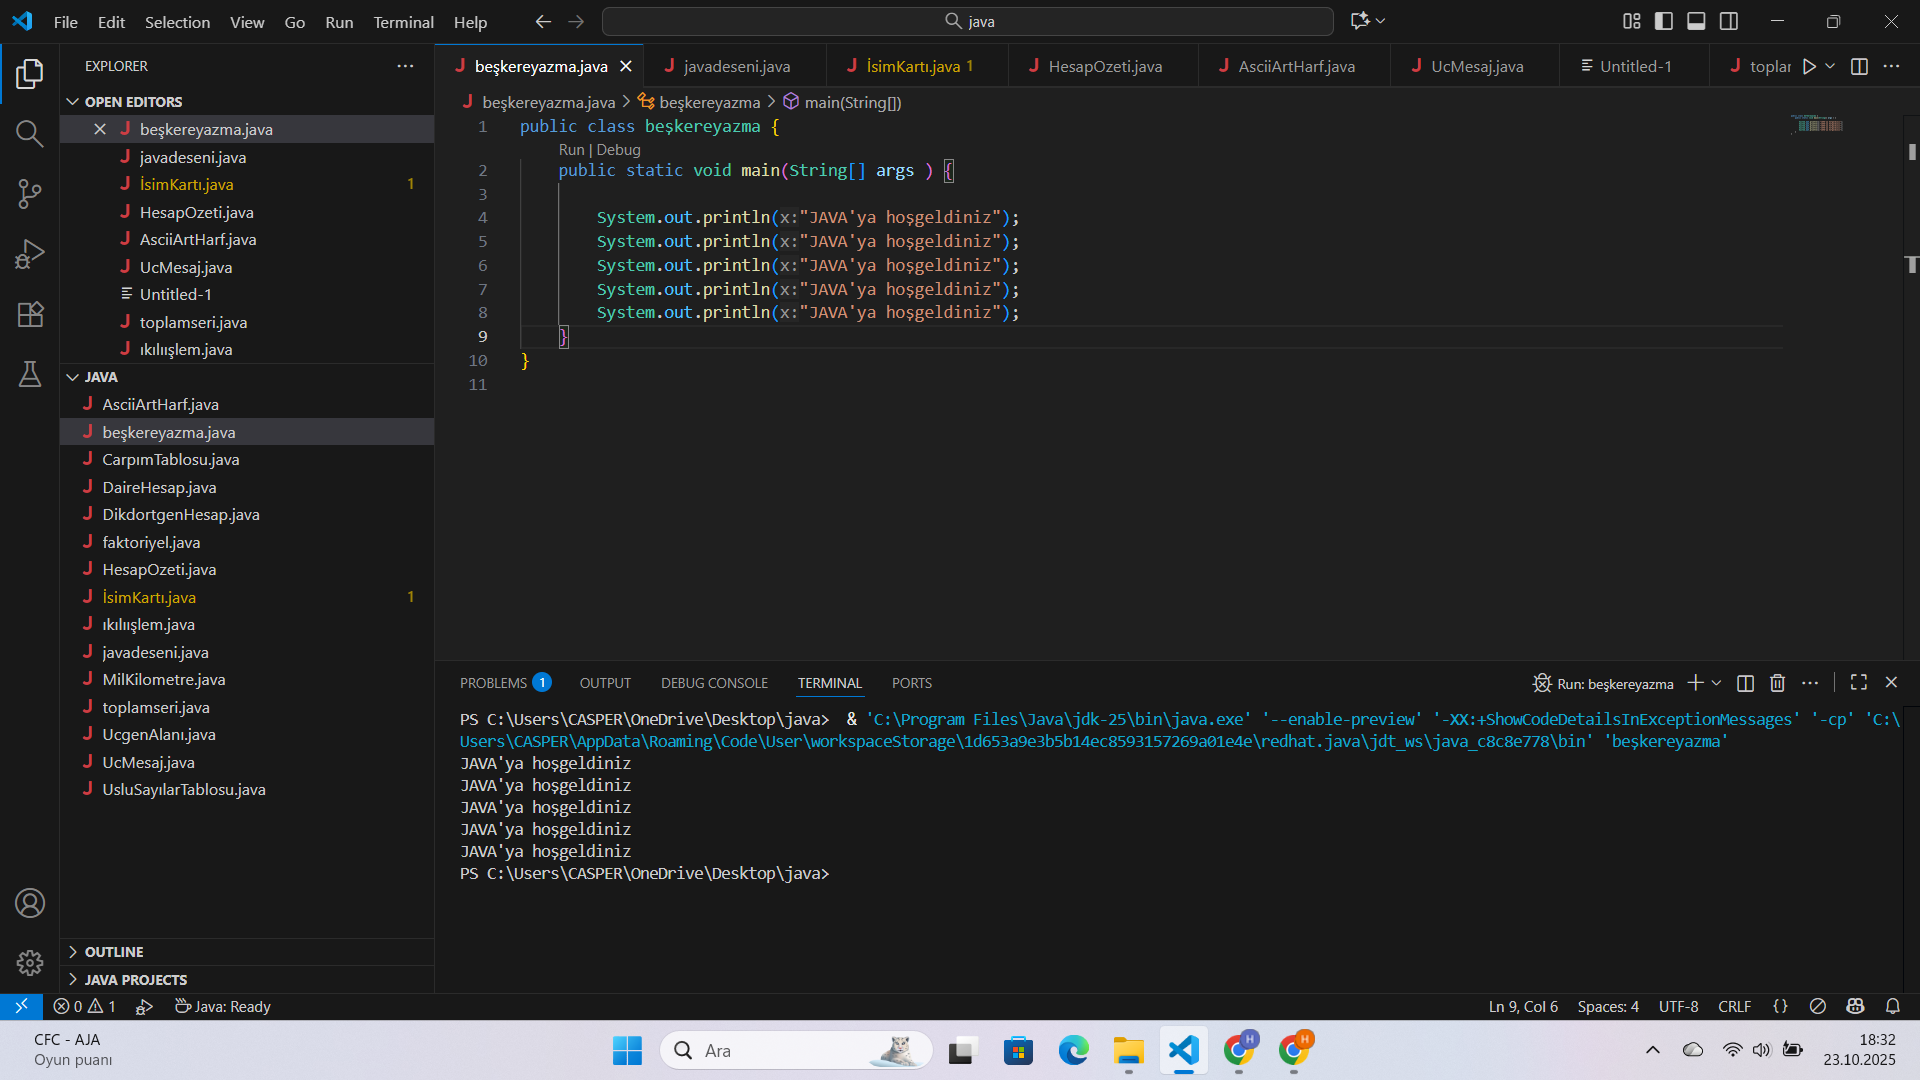 File Edit Selection View Go Run Terminal Help
java
EXPLORER
OPEN EDITORS
beşkereyazma.java
javadeseni.java
İsimKartı.java 1
HesapOzeti.java
AsciiArtHarf.java
UcMesaj.java
Untitled-1
toplamseri.java
ıkılıışlem.java
JAVA
AsciiArtHarf.java
beşkereyazma.java
CarpımTablosu.java
DaireHesap.java
DikdortgenHesap.java
faktoriyel.java
HesapOzeti.java
İsimKartı.java 1
ıkılıışlem.java
javadeseni.java
MilKilometre.java
toplamseri.java
UcgenAlanı.java
UcMesaj.java
UsluSayılarTablosu.java
OUTLINE
JAVA PROJECTS
beşkereyazma.java javadeseni.java İsimKartı.java 1 HesapOzeti.java AsciiArtHarf.java UcMesaj.java Untitled-1 toplar
beşkereyazma.java > beşkereyazma > main(String[])
1 public class beşkereyazma {
Run | Debug
2 public static void main(String[] args ) {
3
4 System.out.println(x:"JAVA'ya hoşgeldiniz");
5 System.out.println(x:"JAVA'ya hoşgeldiniz");
6 System.out.println(x:"JAVA'ya hoşgeldiniz");
7 System.out.println(x:"JAVA'ya hoşgeldiniz");
8 System.out.println(x:"JAVA'ya hoşgeldiniz");
9 }
10 }
11
PROBLEMS 1 OUTPUT DEBUG CONSOLE TERMINAL PORTS
Run: beşkereyazma
PS C:\Users\CASPER\OneDrive\Desktop\java> & 'C:\Program Files\Java\jdk-25\bin\java.exe' '--enable-preview' '-XX:+ShowCodeDetailsInExceptionMessages' '-cp' 'C:\
Users\CASPER\AppData\Roaming\Code\User\workspaceStorage\1d653a9e3b5b14ec8593157269a01e4e\redhat.java\jdt_ws\java_c8c8e778\bin' 'beşkereyazma'
JAVA'ya hoşgeldiniz
JAVA'ya hoşgeldiniz
JAVA'ya hoşgeldiniz
JAVA'ya hoşgeldiniz
JAVA'ya hoşgeldiniz
PS C:\Users\CASPER\OneDrive\Desktop\java>
0 1 Java: Ready
Ln 9, Col 6 Spaces: 4 UTF-8 CRLF {}
CFC - AJA
Oyun puanı
Ara
H
H
18:32
23.10.2025